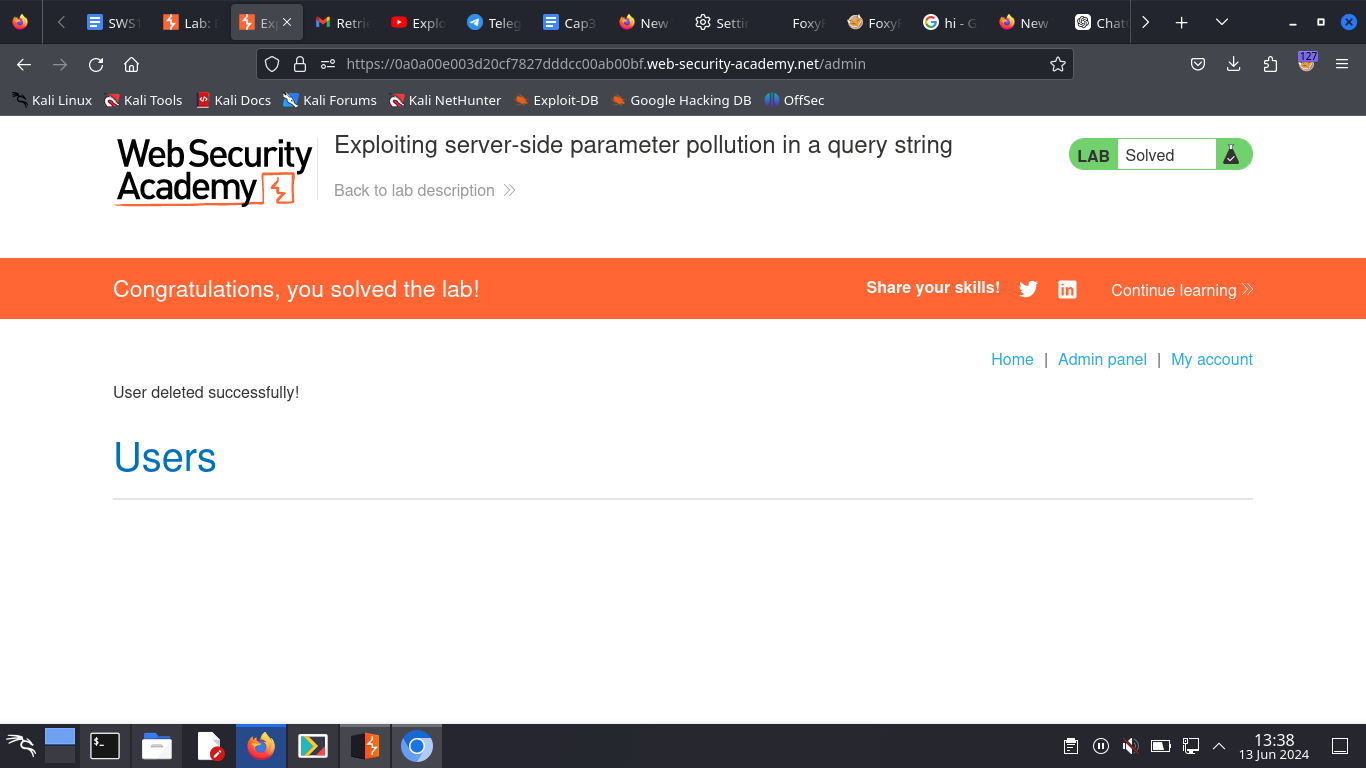 SWS Lab: Ex Retri Explo Teleg Cap3 New Settin FoxyF FoxyF hi - G New Chat
https://0a0a00e003d20cf7827dddcc00ab00bf.web-security-academy.net/admin 127
Kali Linux Kali Tools Kali Docs Kali Forums Kali NetHunter Exploit-DB Google Hacking DB OffSec
Web Security
Academy
Exploiting server-side parameter pollution in a query string
Back to lab description
LAB Solved
Congratulations, you solved the lab! Share your skills! Continue learning
Home | Admin panel | My account
User deleted successfully!
Users
13:38
13 Jun 2024